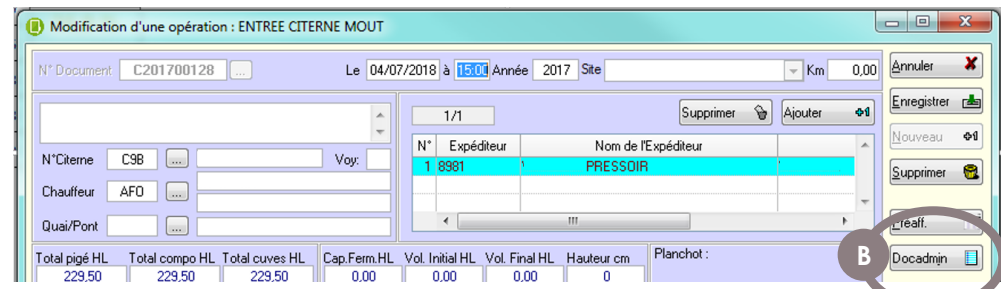 Modification d'une opération : ENTREE CITERNE MOUT
N° Document C201700128 ... Le 04/07/2018 à 15:00 Année 2017 Site Km 0,00
Annuler
Enregistrer
Nouveau
Supprimer
1/1 Supprimer Ajouter
N° Expéditeur Nom de l'Expéditeur
1 8981 PRESSOIR
N°Citerne C9B ... Voy:
Chauffeur AFO ...
Quai/Pont ...
Préaff.
B Docadmin
Total pigé HL Total compo HL Total cuves HL Cap.Ferm.HL Vol. Initial HL Vol. Final HL Hauteur cm Planchot :
229,50 229,50 229,50 0,00 0,00 0,00 0